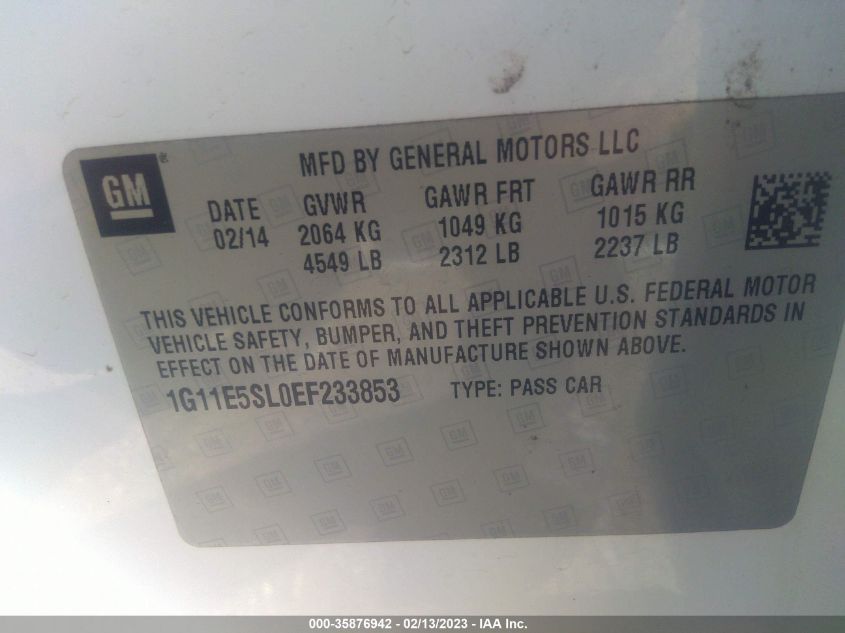 GM
MFD BY GENERAL MOTORS LLC
DATE GVWR GAWR FRT GAWR RR
02/14 2064 KG 1049 KG 1015 KG
4549 LB 2312 LB 2237 LB
THIS VEHICLE CONFORMS TO ALL APPLICABLE U.S. FEDERAL MOTOR
VEHICLE SAFETY, BUMPER, AND THEFT PREVENTION STANDARDS IN
EFFECT ON THE DATE OF MANUFACTURE SHOWN ABOVE.
1G11E5SL0EF233853 TYPE: PASS CAR
000-35876942 - 02/13/2023 - IAA Inc.